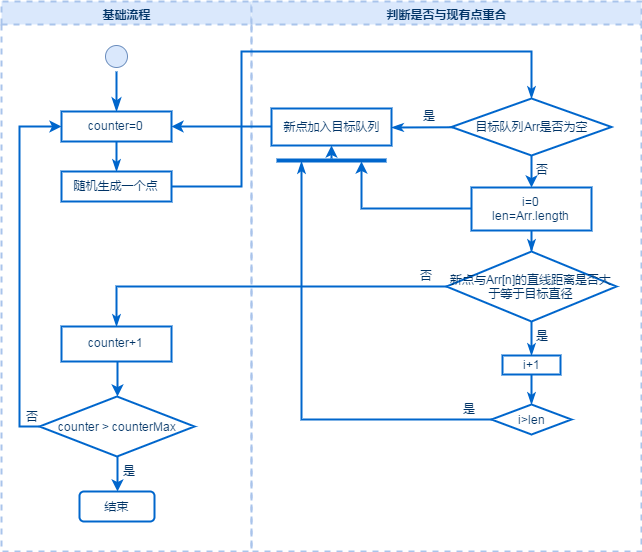 基础流程
判断是否与现有点重合
counter=0
新点加入目标队列
是
目标队列Arr是否为空
随机生成一个点
否
i=0
len=Arr.length
否
新点与Arr[n]的直线距离是否大
于等于目标直径
是
counter+1
i+1
是
i>len
否
counter > counterMax
是
结束